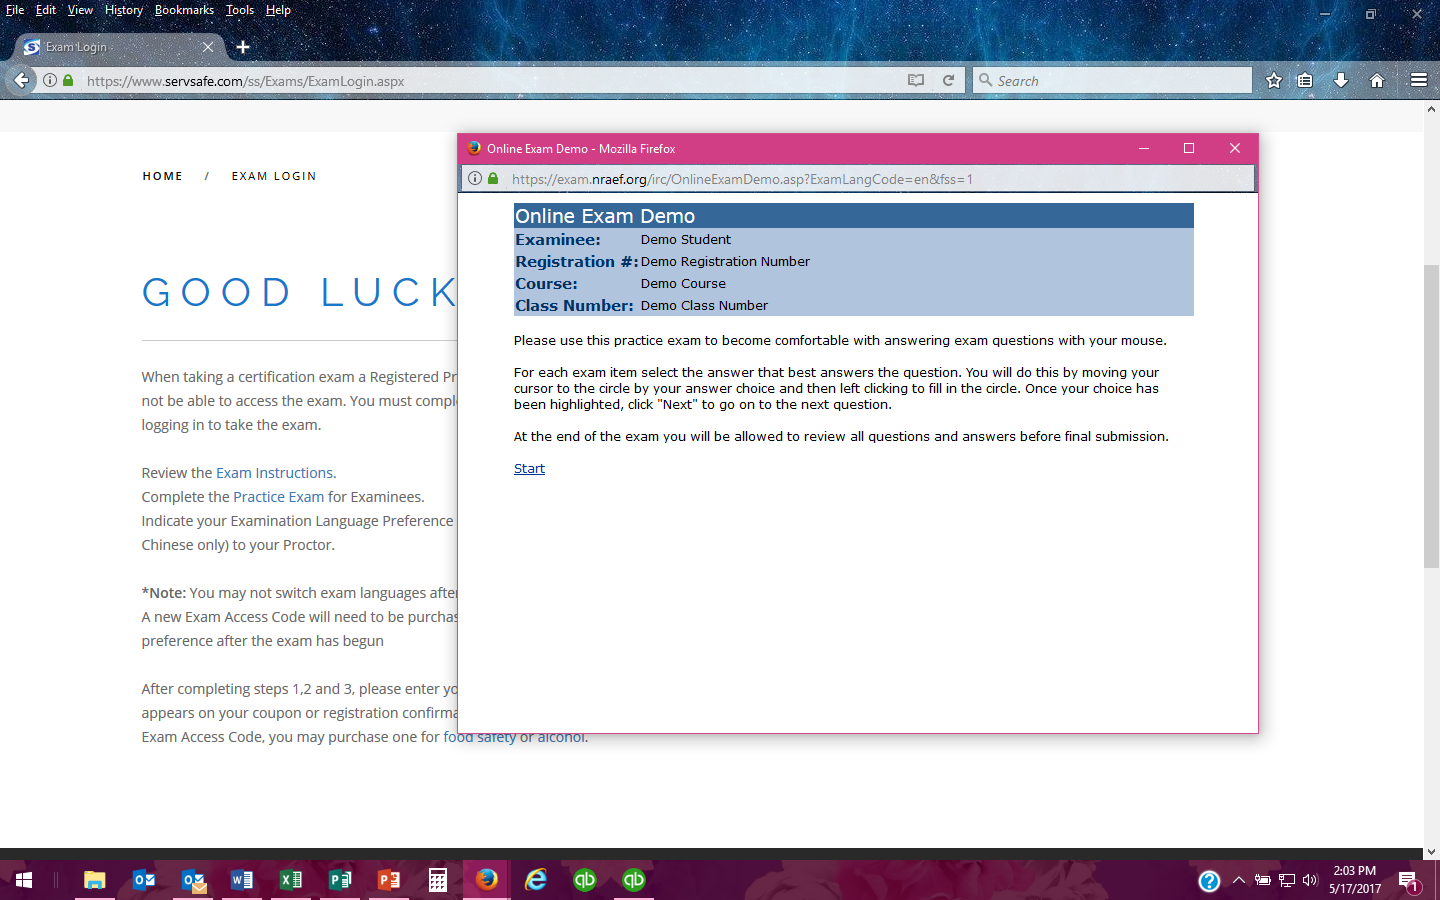 File Edit View History Bookmarks Tools Help
Exam Login
https://www.servsafe.com/ss/Exams/ExamLogin.aspx
Search
HOME / EXAM LOGIN
GOOD LUCK
When taking a certification exam a Registered Pr
not be able to access the exam. You must compl
logging in to take the exam.
Review the Exam Instructions.
Complete the Practice Exam for Examinees.
Indicate your Examination Language Preference
Chinese only) to your Proctor.
*Note: You may not switch exam languages after
A new Exam Access Code will need to be purchas
preference after the exam has begun
After completing steps 1,2 and 3, please enter yo
appears on your coupon or registration confirma
Exam Access Code, you may purchase one for food safety or alcohol.
Online Exam Demo - Mozilla Firefox
https://exam.nraef.org/irc/OnlineExamDemo.asp?ExamLangCode=en&fss=1
Online Exam Demo
Examinee: Demo Student
Registration #: Demo Registration Number
Course: Demo Course
Class Number: Demo Class Number
Please use this practice exam to become comfortable with answering exam questions with your mouse.
For each exam item select the answer that best answers the question. You will do this by moving your
cursor to the circle by your answer choice and then left clicking to fill in the circle. Once your choice has
been highlighted, click "Next" to go on to the next question.
At the end of the exam you will be allowed to review all questions and answers before final submission.
Start
2:03 PM
5/17/2017
1